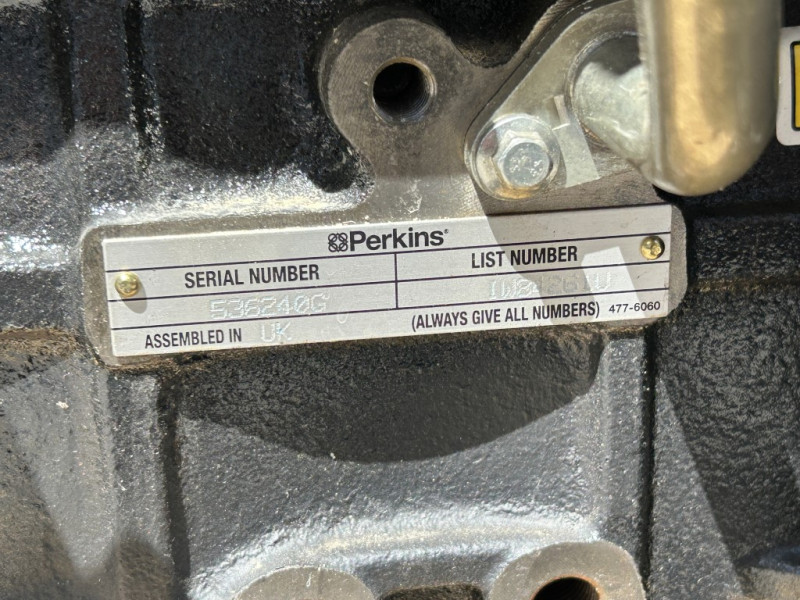 Perkins®
SERIAL NUMBER
LIST NUMBER
536240G
ASSEMBLED IN UK
(ALWAYS GIVE ALL NUMBERS) 477-6060